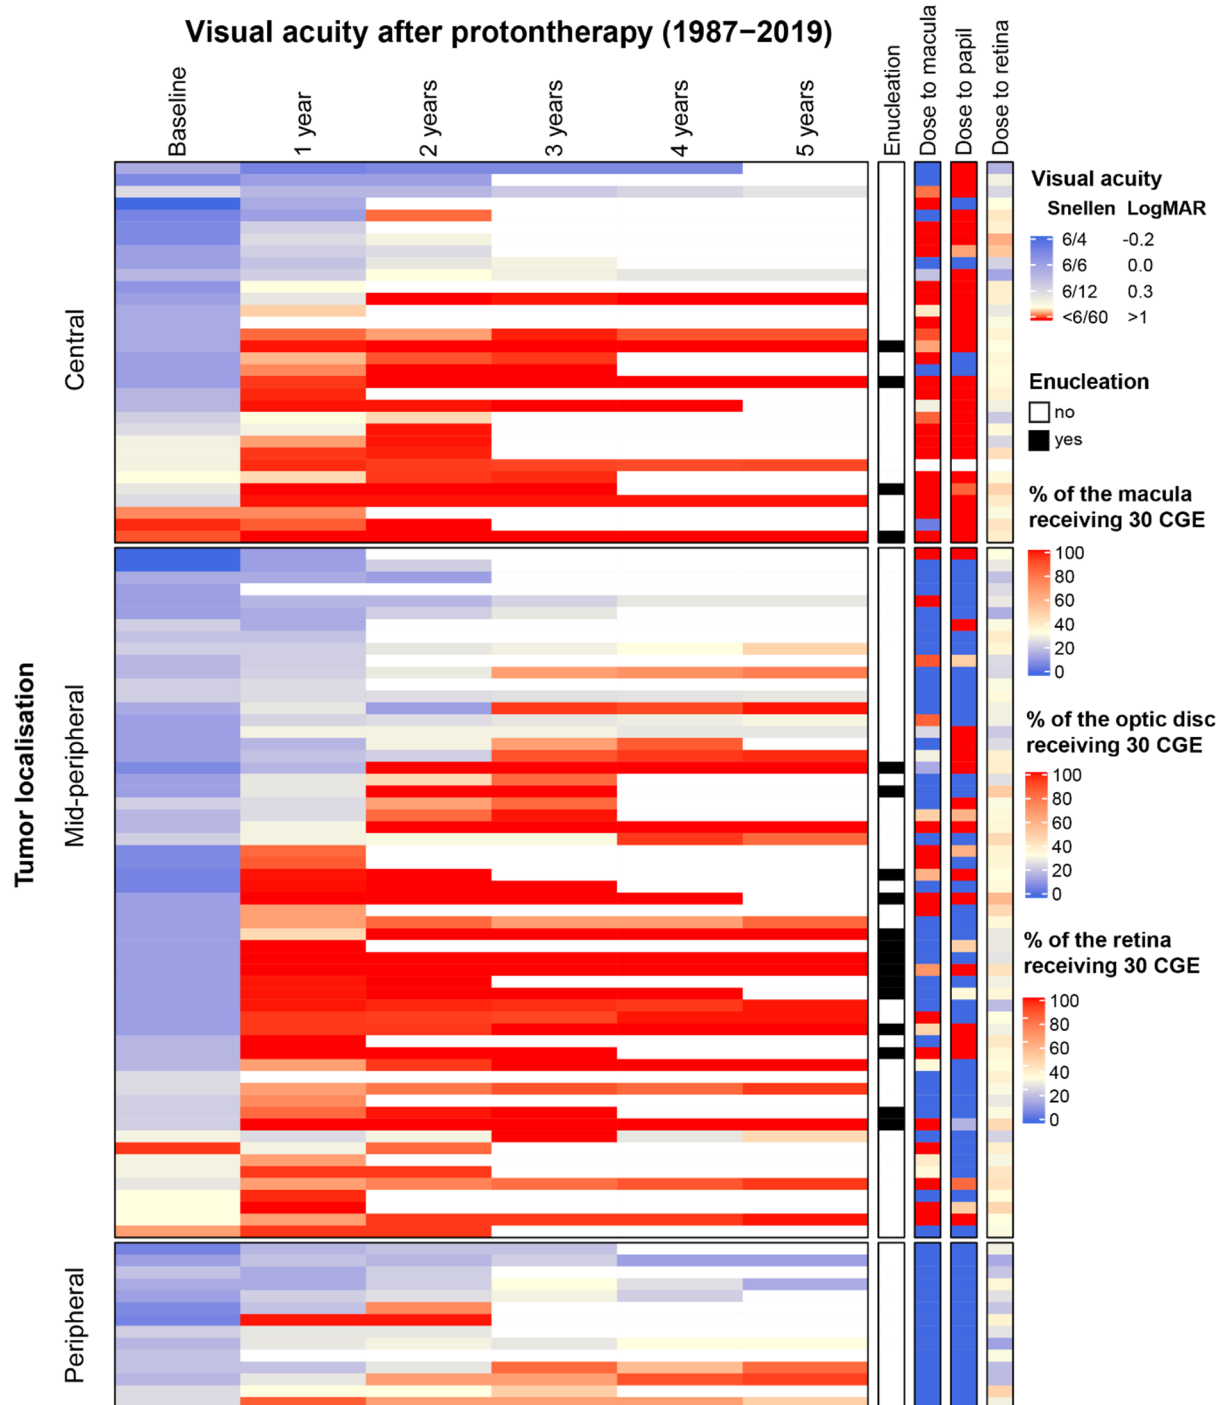 Visual acuity after protontherapy (1987−2019)
Baseline
1 year
2 years
3 years
4 years
5 years
Enucleation
Dose to macula
Dose to papil
Dose to retina
Tumor localisation
Central
Mid-peripheral
Peripheral
Visual acuity
Snellen LogMAR
6/4 -0.2
6/6 0.0
6/12 0.3
<6/60 >1
Enucleation
no
yes
% of the macula
receiving 30 CGE
100
80
60
40
20
0
% of the optic disc
receiving 30 CGE
100
80
60
40
20
0
% of the retina
receiving 30 CGE
100
80
60
40
20
0